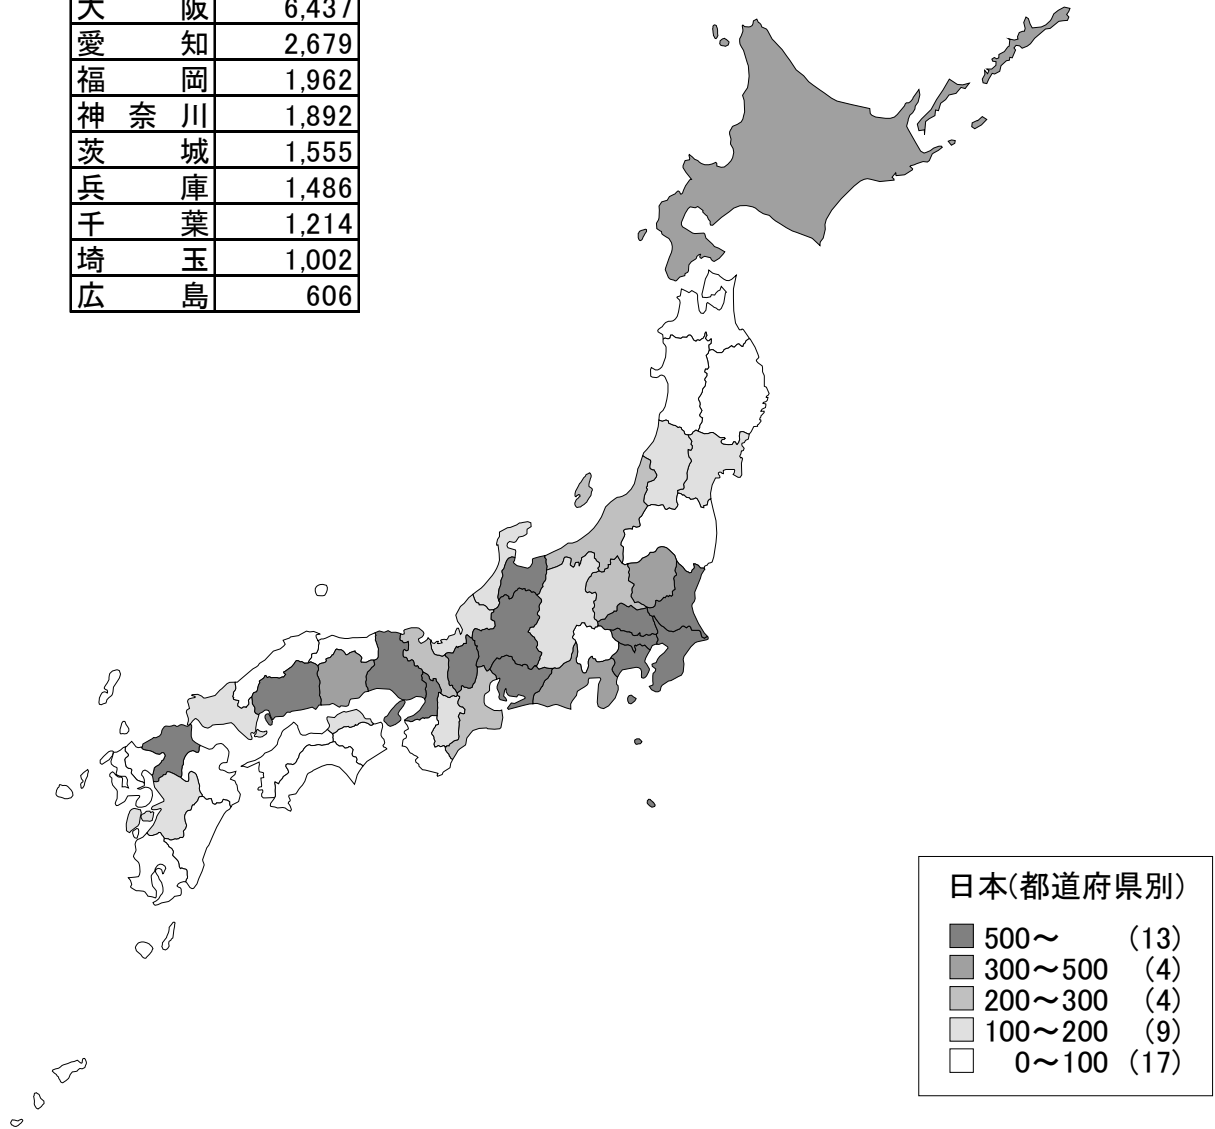 大阪 6,437
愛知 2,679
福岡 1,962
神奈川 1,892
茨城 1,555
兵庫 1,486
千葉 1,214
埼玉 1,002
広島 606
日本(都道府県別)
500～ (13)
300～500 (4)
200～300 (4)
100～200 (9)
0～100 (17)